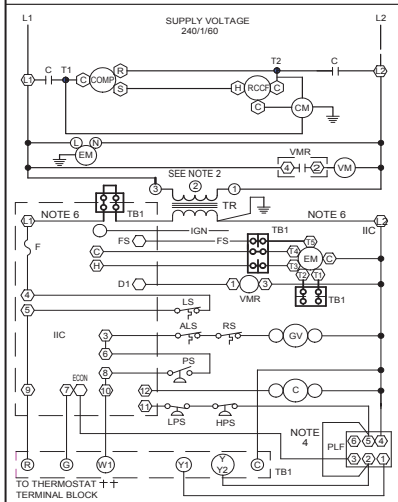 L1 SUPPLY VOLTAGE L2
240/1/60
C T1 COMP R T2 C L2
S H RCCF C
C CM
L N
EM
VMR
4 2 VM
SEE NOTE 2
3 2 1
TR
L1 NOTE 6 TB1 NOTE 6 L2
IGN TB1 IIC
F FS FS T5
C T4 EM C
H T3
T2 T1
D1 1 3
VMR TB1
4 LS
5
ALS RS
IIC 3 GV
6
PS
8
ECON
9 7 10 12 C
11
LPS HPS NOTE
4 PLF 6 5 4
3 2 1
R G W1 Y1 Y Y2 C TB1
TO THERMOSTAT ††
TERMINAL BLOCK